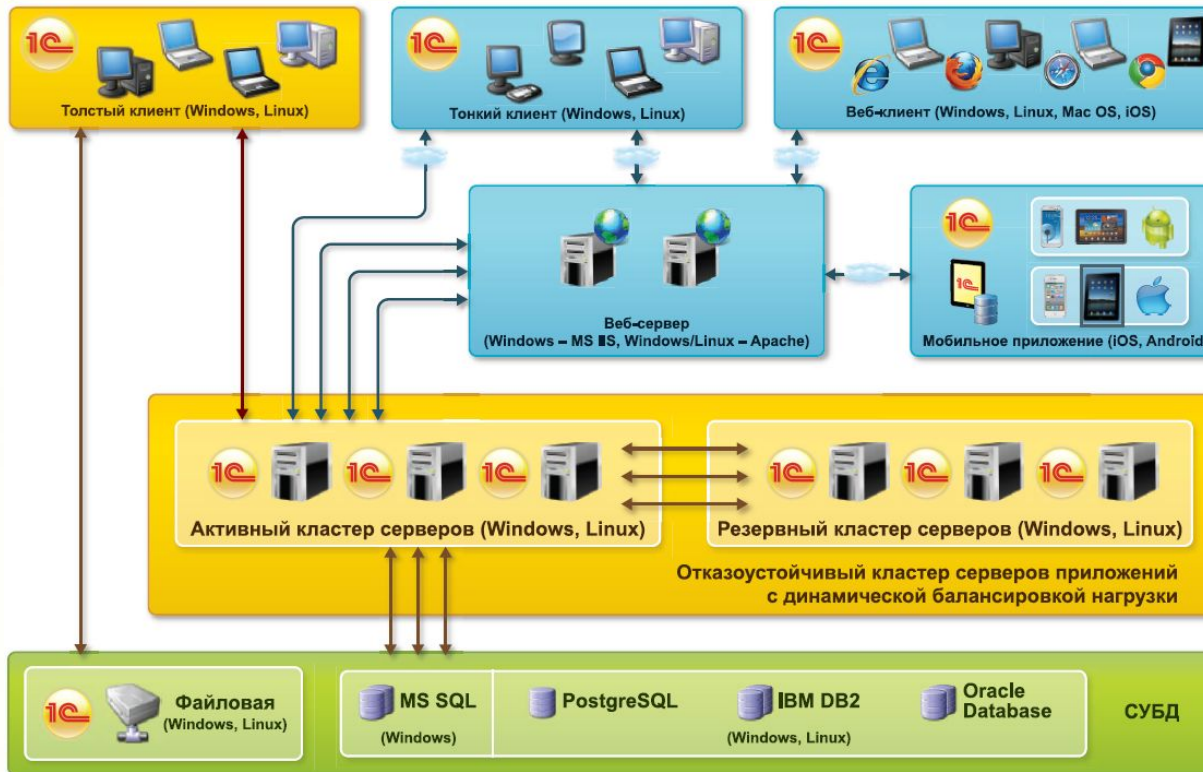 1С
Толстый клиент (Windows, Linux)
1С
Тонкий клиент (Windows, Linux)
1С
Веб-клиент (Windows, Linux, Mac OS, iOS)
Веб-сервер
(Windows – MS IIS, Windows/Linux – Apache)
1С
1С
Мобильное приложение (iOS, Android)
1С
1С
1С
Активный кластер серверов (Windows, Linux)
1С
1С
1С
Резервный кластер серверов (Windows, Linux)
Отказоустойчивый кластер серверов приложений
с динамической балансировкой нагрузки
1С
Файловая
(Windows, Linux)
MS SQL
(Windows)
PostgreSQL
IBM DB2
Oracle
Database
(Windows, Linux)
СУБД